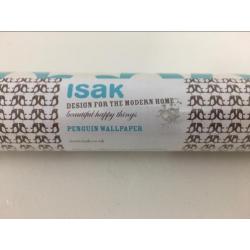 ISAK
DESIGN FOR THE MODERN HOME
beautiful happy things
PENGUIN WALLPAPER